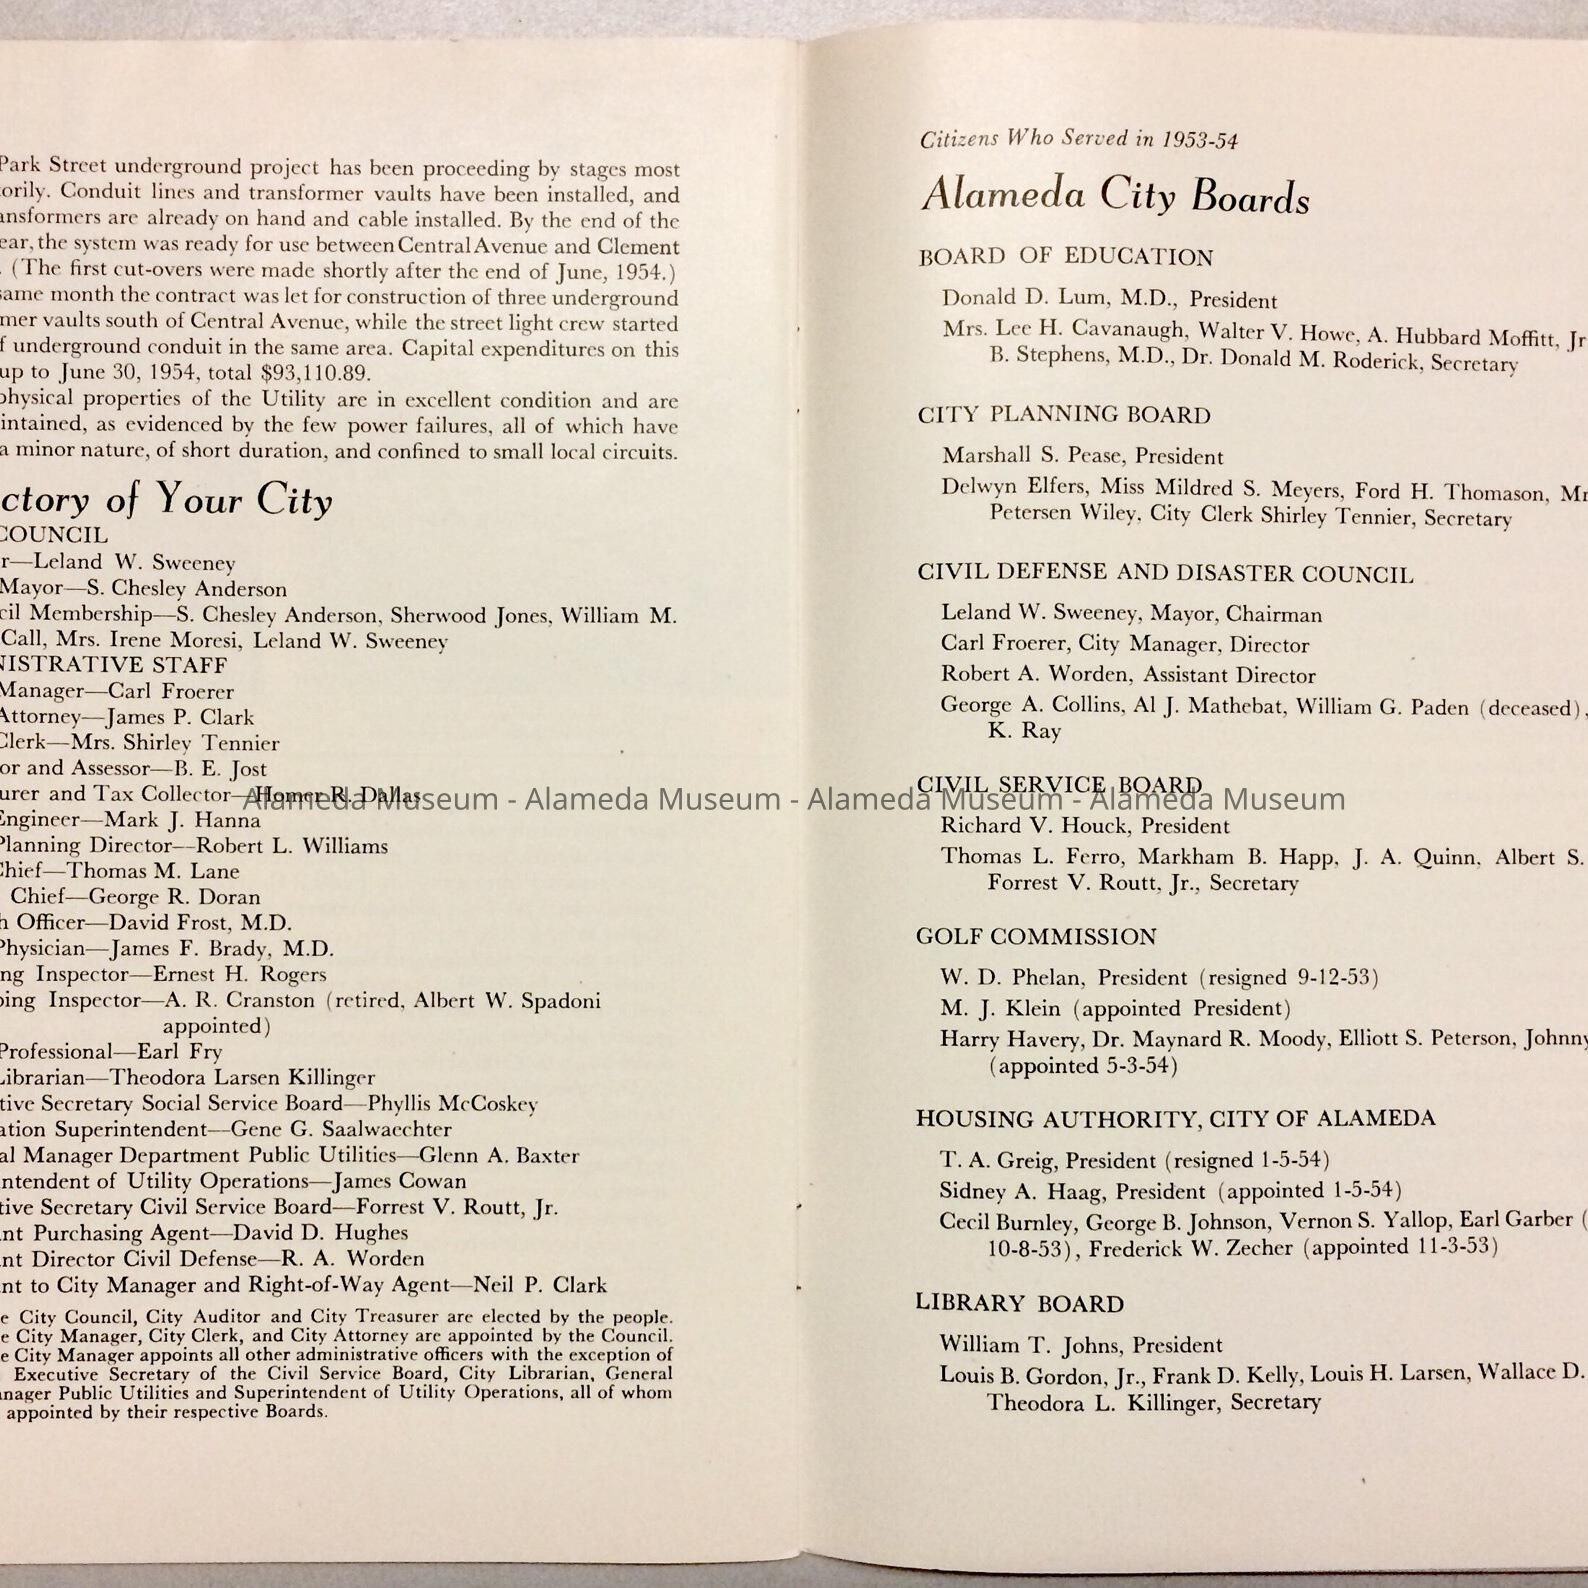 Park Street underground project has been proceeding by stages most
orily. Conduit lines and transformer vaults have been installed, and
ansformers are already on hand and cable installed. By the end of the
ear, the system was ready for use between Central Avenue and Clement
. (The first cut-overs were made shortly after the end of June, 1954.)
same month the contract was let for construction of three underground
mer vaults south of Central Avenue, while the street light crew started
f underground conduit in the same area. Capital expenditures on this
up to June 30, 1954, total $93,110.89.
physical properties of the Utility are in excellent condition and are
intained, as evidenced by the few power failures, all of which have
a minor nature, of short duration, and confined to small local circuits.
ctory of Your City
COUNCIL
r—Leland W. Sweeney
Mayor—S. Chesley Anderson
cil Membership—S. Chesley Anderson, Sherwood Jones, William M.
Call, Mrs. Irene Moresi, Leland W. Sweeney
NISTRATIVE STAFF
Manager—Carl Froerer
Attorney—James P. Clark
Clerk—Mrs. Shirley Tennier
or and Assessor—B. E. Jost
urer and Tax Collector—Homer R. Dallas
Engineer—Mark J. Hanna
Planning Director—Robert L. Williams
Chief—Thomas M. Lane
Chief—George R. Doran
h Officer—David Frost, M.D.
Physician—James F. Brady, M.D.
ng Inspector—Ernest H. Rogers
bing Inspector—A. R. Cranston (retired, Albert W. Spadoni
appointed)
Professional—Earl Fry
Librarian—Theodora Larsen Killinger
tive Secretary Social Service Board—Phyllis McCoskey
ation Superintendent—Gene G. Saalwaechter
al Manager Department Public Utilities—Glenn A. Baxter
intendent of Utility Operations—James Cowan
tive Secretary Civil Service Board—Forrest V. Routt, Jr.
nt Purchasing Agent—David D. Hughes
nt Director Civil Defense—R. A. Worden
nt to City Manager and Right-of-Way Agent—Neil P. Clark
e City Council, City Auditor and City Treasurer are elected by the people.
e City Manager, City Clerk, and City Attorney are appointed by the Council.
e City Manager appoints all other administrative officers with the exception of
Executive Secretary of the Civil Service Board, City Librarian, General
anager Public Utilities and Superintendent of Utility Operations, all of whom
appointed by their respective Boards.
Citizens Who Served in 1953-54
Alameda City Boards
BOARD OF EDUCATION
Donald D. Lum, M.D., President
Mrs. Lee H. Cavanaugh, Walter V. Howe, A. Hubbard Moffitt, Jr
B. Stephens, M.D., Dr. Donald M. Roderick, Secretary
CITY PLANNING BOARD
Marshall S. Pease, President
Delwyn Elfers, Miss Mildred S. Meyers, Ford H. Thomason, Mr
Petersen Wiley, City Clerk Shirley Tennier, Secretary
CIVIL DEFENSE AND DISASTER COUNCIL
Leland W. Sweeney, Mayor, Chairman
Carl Froerer, City Manager, Director
Robert A. Worden, Assistant Director
George A. Collins, Al J. Mathebat, William G. Paden (deceased),
K. Ray
CIVIL SERVICE BOARD
Richard V. Houck, President
Thomas L. Ferro, Markham B. Happ, J. A. Quinn, Albert S.
Forrest V. Routt, Jr., Secretary
GOLF COMMISSION
W. D. Phelan, President (resigned 9-12-53)
M. J. Klein (appointed President)
Harry Havery, Dr. Maynard R. Moody, Elliott S. Peterson, Johnny
(appointed 5-3-54)
HOUSING AUTHORITY, CITY OF ALAMEDA
T. A. Greig, President (resigned 1-5-54)
Sidney A. Haag, President (appointed 1-5-54)
Cecil Burnley, George B. Johnson, Vernon S. Yallop, Earl Garber (
10-8-53), Frederick W. Zecher (appointed 11-3-53)
LIBRARY BOARD
William T. Johns, President
Louis B. Gordon, Jr., Frank D. Kelly, Louis H. Larsen, Wallace D.
Theodora L. Killinger, Secretary
Alameda Museum - Alameda Museum - Alameda Museum - Alameda Museum